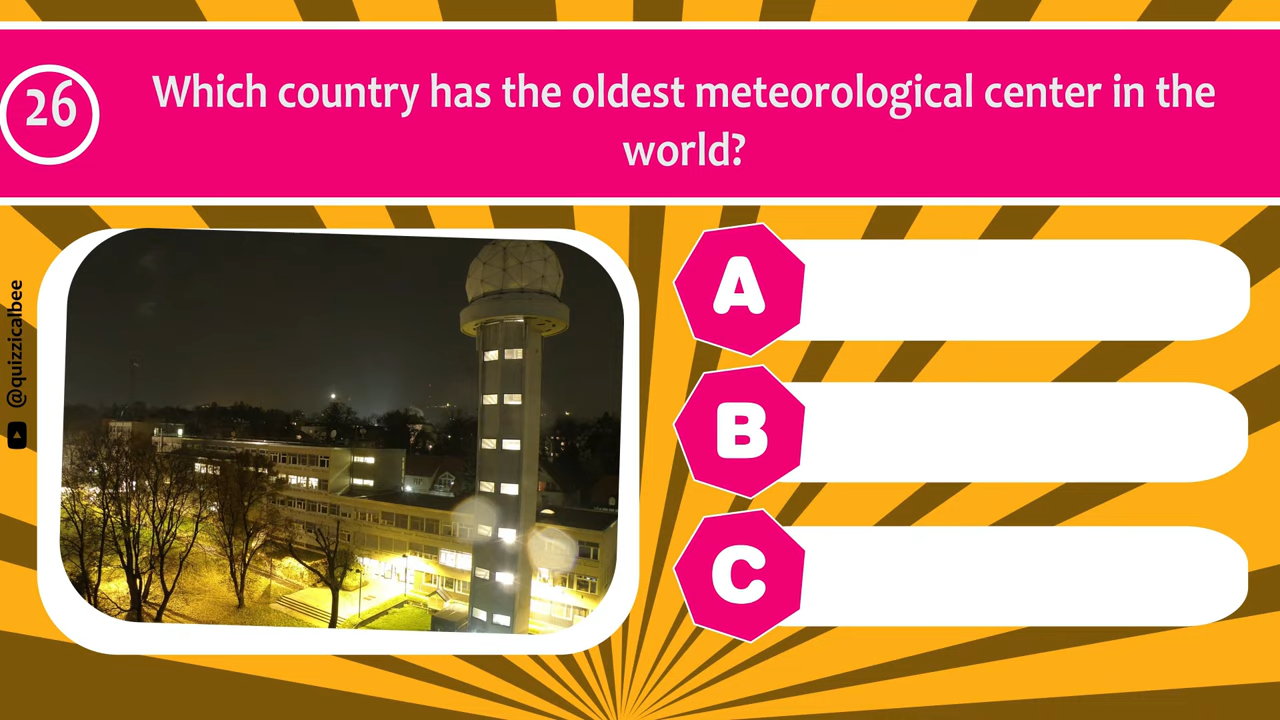 26
Which country has the oldest meteorological center in the
world?
@quizzicalbee
A
B
C